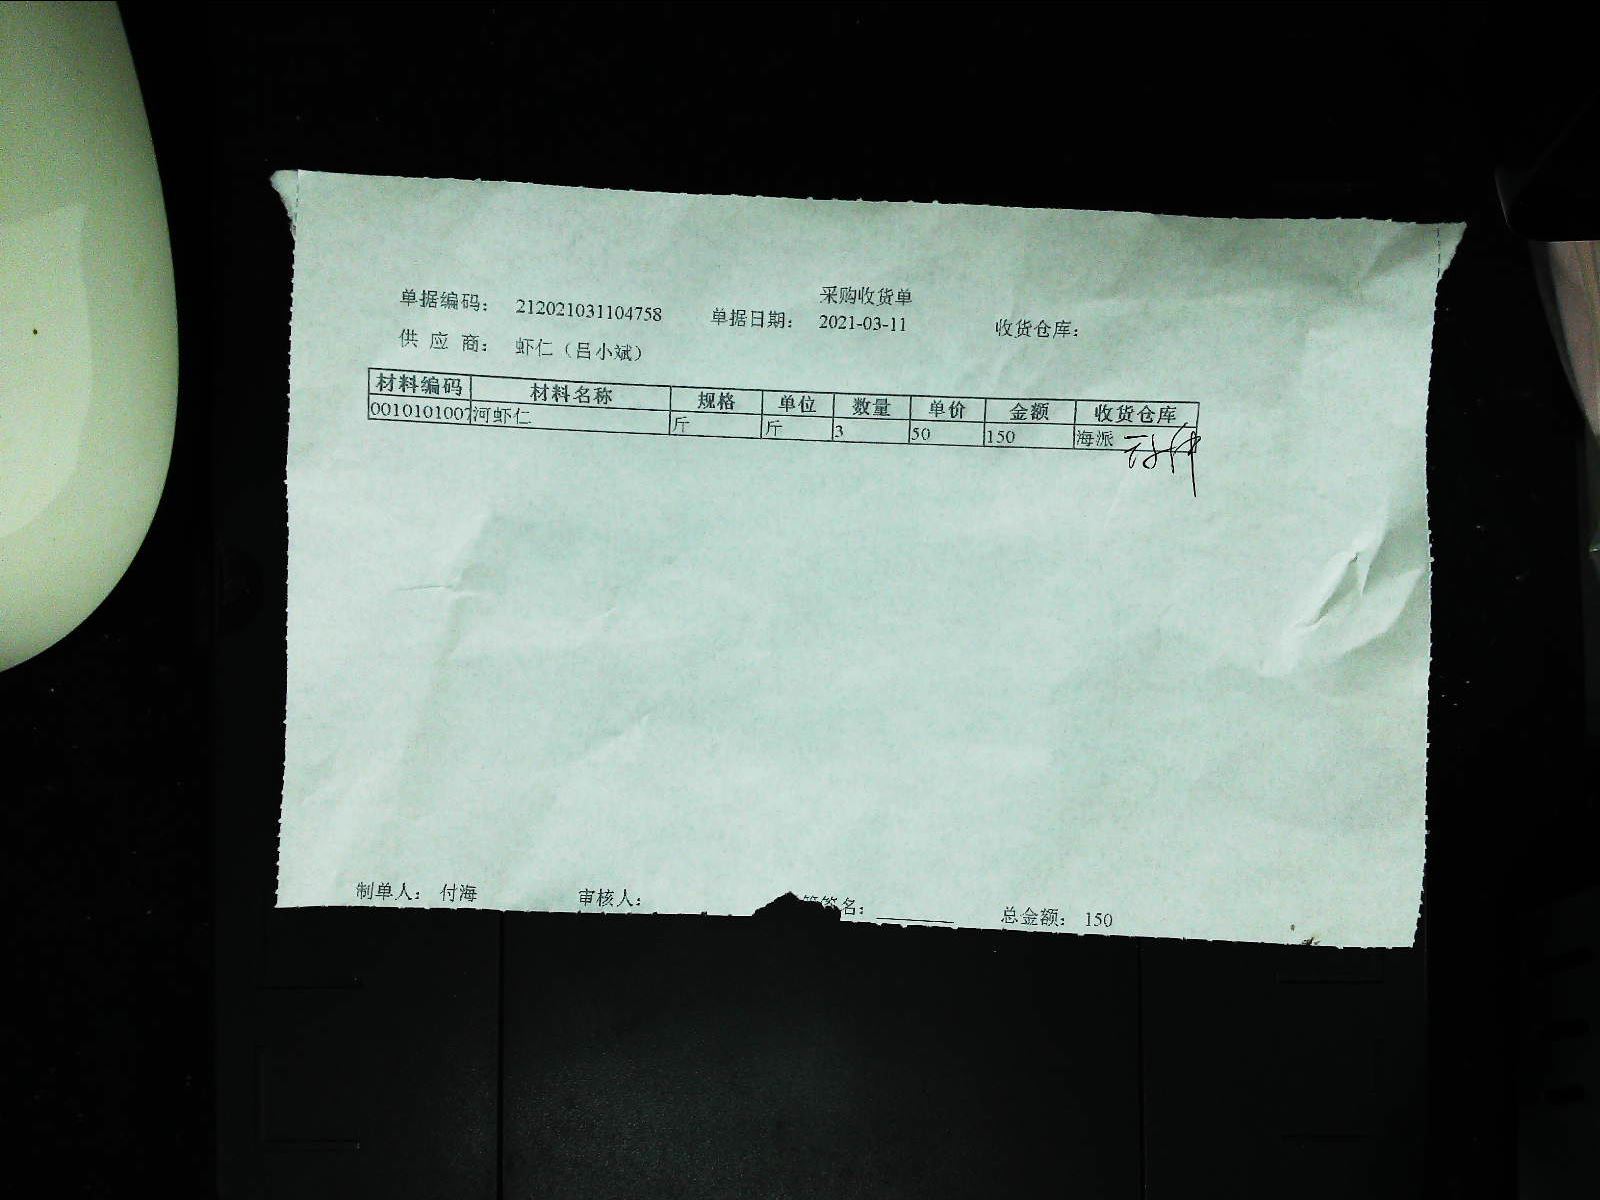 采购收货单
单据编码： 212021031104758 单据日期： 2021-03-11 收货仓库：
供 应 商： 虾仁（吕小斌）
材料编码 材料名称 规格 单位 数量 单价 金额 收货仓库
0010101007 河虾仁 斤 斤 3 50 150 海派
制单人： 付海 审核人： 签名： 总金额： 150